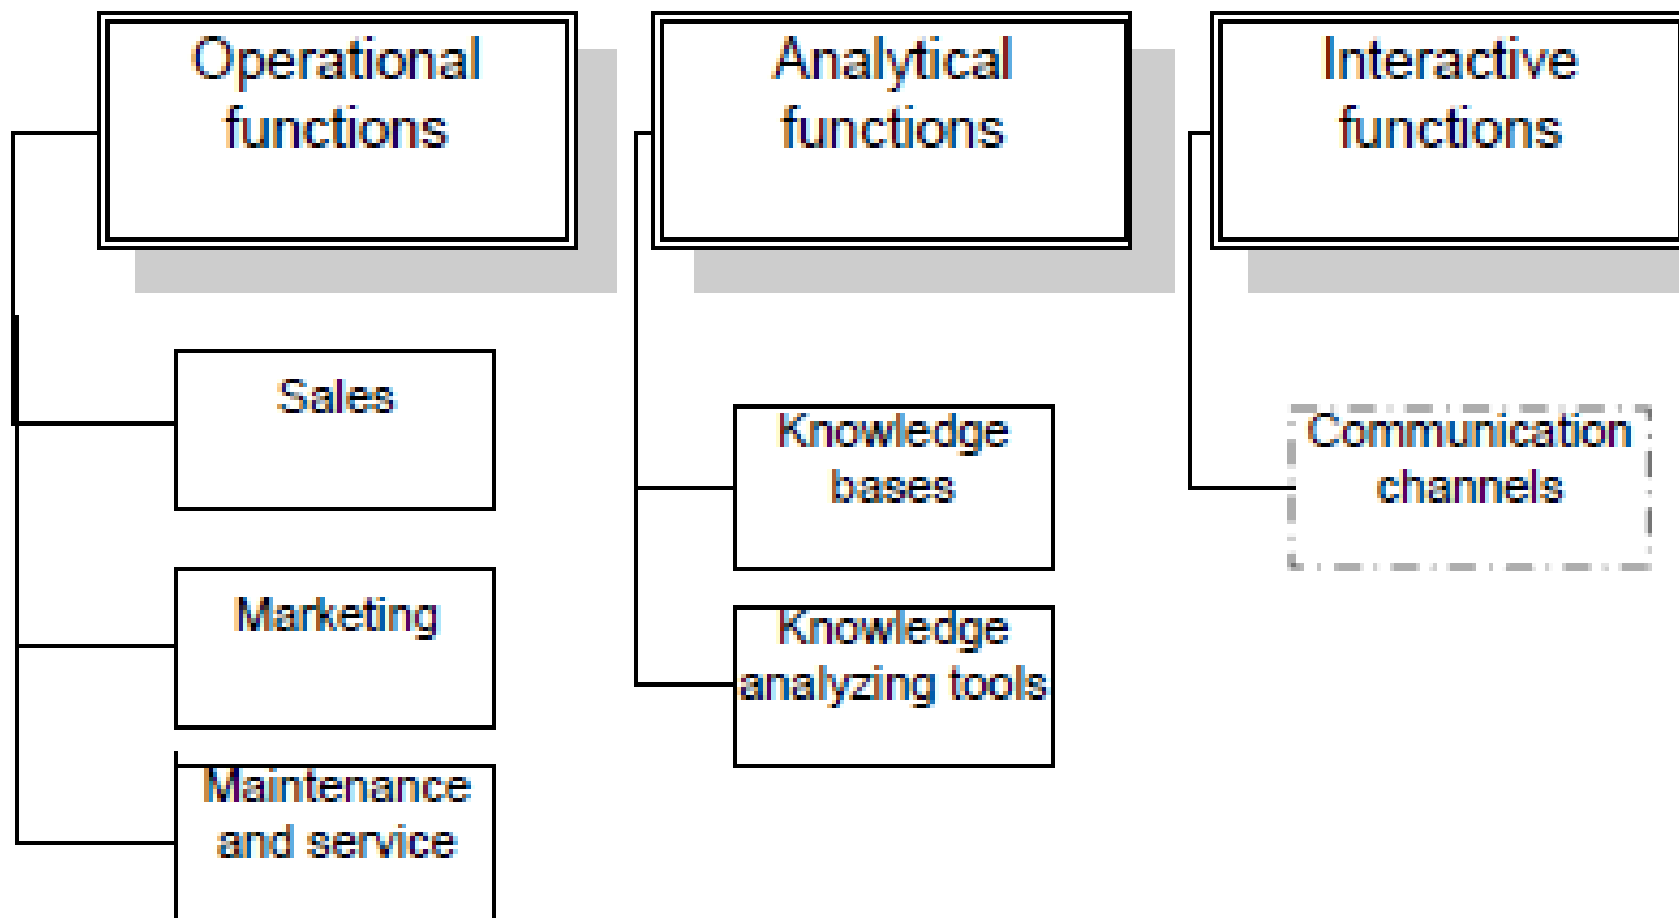 Operational
functions
Analytical
functions
Interactive
functions
Sales
Marketing
Maintenance
and service
Knowledge
bases
Knowledge
analyzing tools
Communication
channels